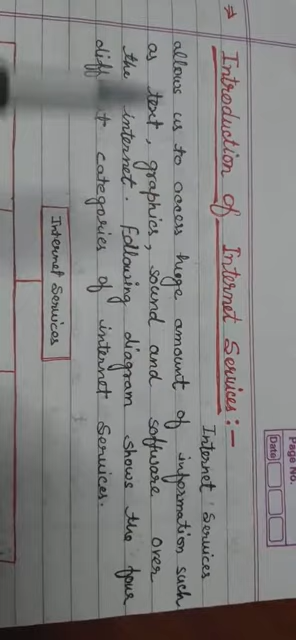 Page No.
Date
⇒ Introduction of Internet Services :-
Internet Services
allows us to access huge amount of information such
as text, graphics, sound and software over
the internet. Following diagram shows the four
diff t categories of internet services.
Internet Services